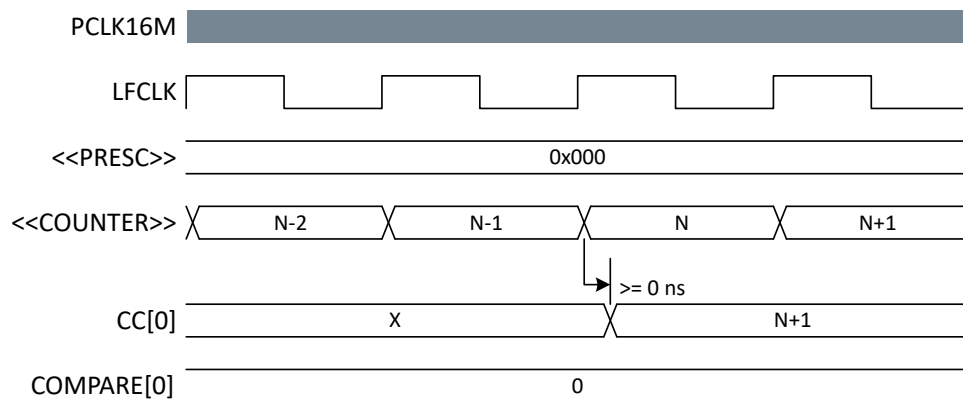 PCLK16M
LFCLK
<<PRESC>> 0x000
<<COUNTER>> N-2 N-1 N N+1
>= 0 ns
CC[0] X N+1
COMPARE[0] 0